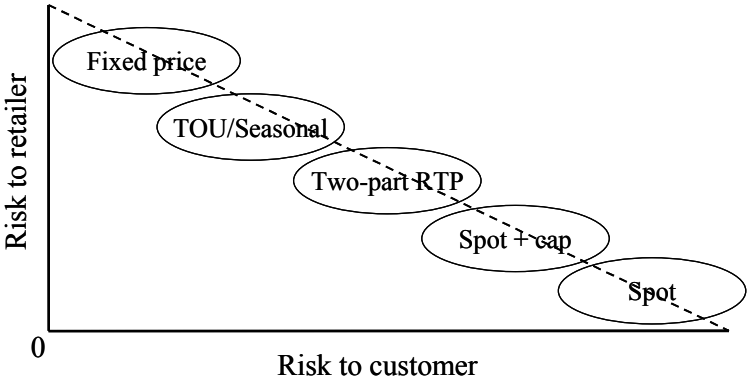 Risk to retailer
Fixed price
TOU/Seasonal
Two-part RTP
Spot + cap
Spot
0
Risk to customer